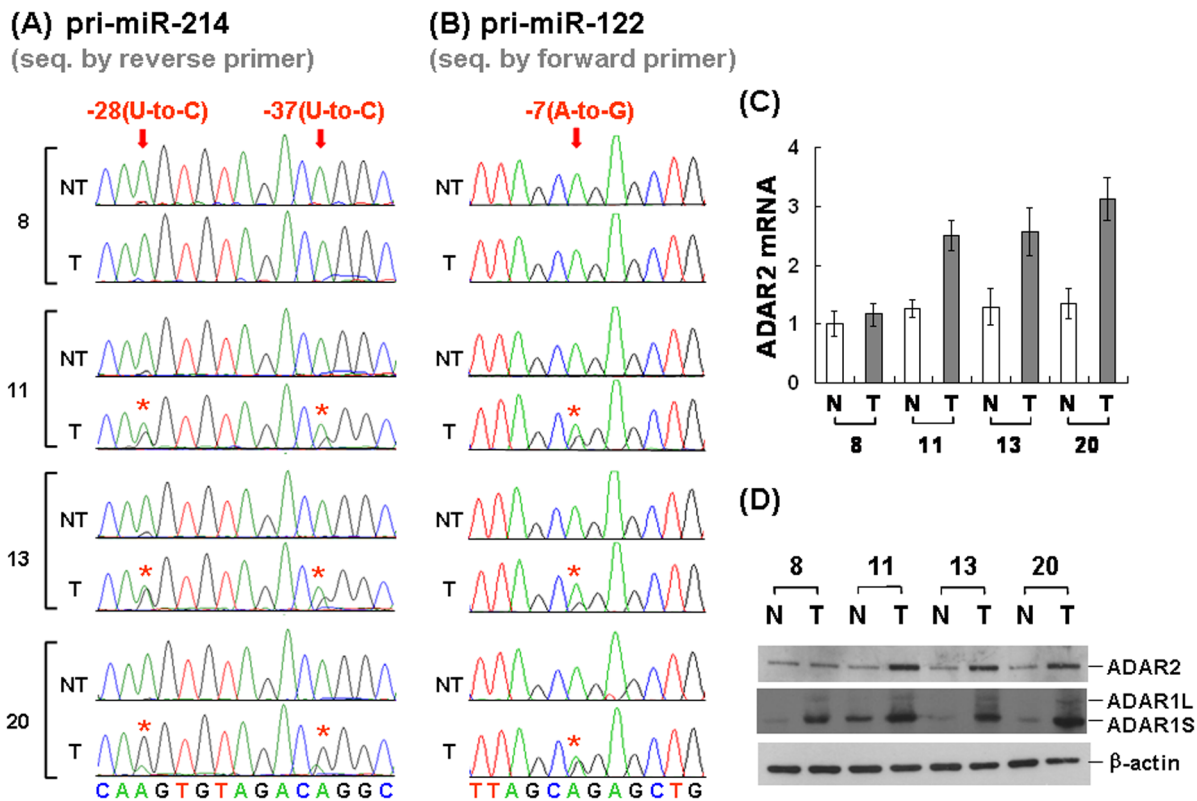 (A) pri-miR-214
(seq. by reverse primer)
-28(U-to-C) -37(U-to-C)
8
NT
T
11
NT
* *
T
13
NT
* *
T
20
NT
* *
T
CAAGTGTAGACAGGC
(B) pri-miR-122
(seq. by forward primer)
-7(A-to-G)
NT
T
NT
*
T
NT
*
T
NT
*
T
TTAGCAGAGCTG
(C)
ADAR2 mRNA
4
3
2
1
0
N T N T N T N T
8 11 13 20
(D)
8 11 13 20
N T N T N T N T
ADAR2
ADAR1L
ADAR1S
β-actin